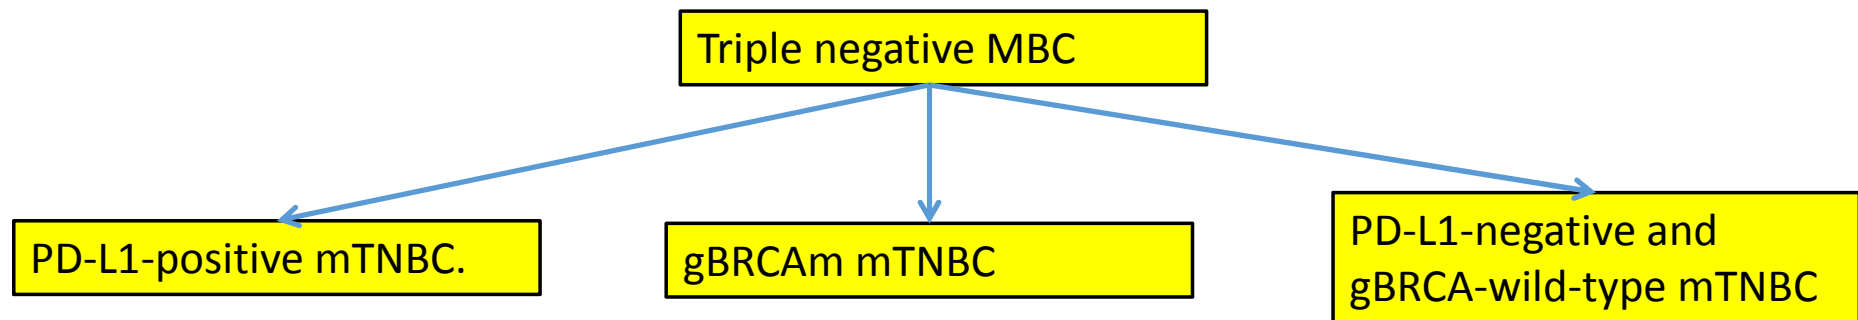 Triple negative MBC
PD-L1-positive mTNBC.
gBRCAm mTNBC
PD-L1-negative and
gBRCA-wild-type mTNBC